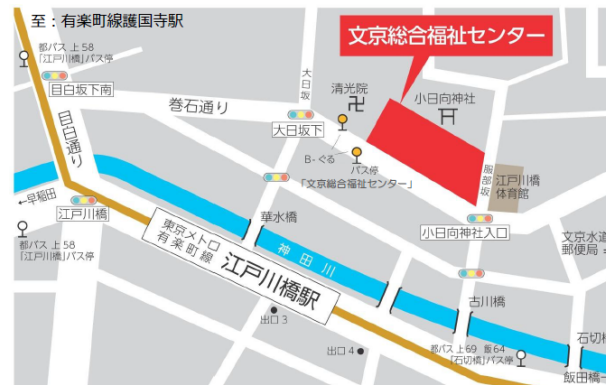 至：有楽町線護国寺駅
都バス 上 58
「江戸川橋」バス停
目白坂下南
目白通り
巻石通り
大日坂
大日坂下
清光院
文京総合福祉センター
小日向神社
B-ぐる
バス停
「文京総合福祉センター」
服部坂
江戸川橋
体育館
←早稲田
江戸川橋
都バス 上 58
「江戸川橋」バス停
華水橋
小日向神社入口
文京水道
郵便局
東京メトロ
有楽町線
江戸川橋駅
神田川
古川橋
出口 3
出口 4
都バス 上69 飯64
「石切橋」バス停
石切橋
飯田橋